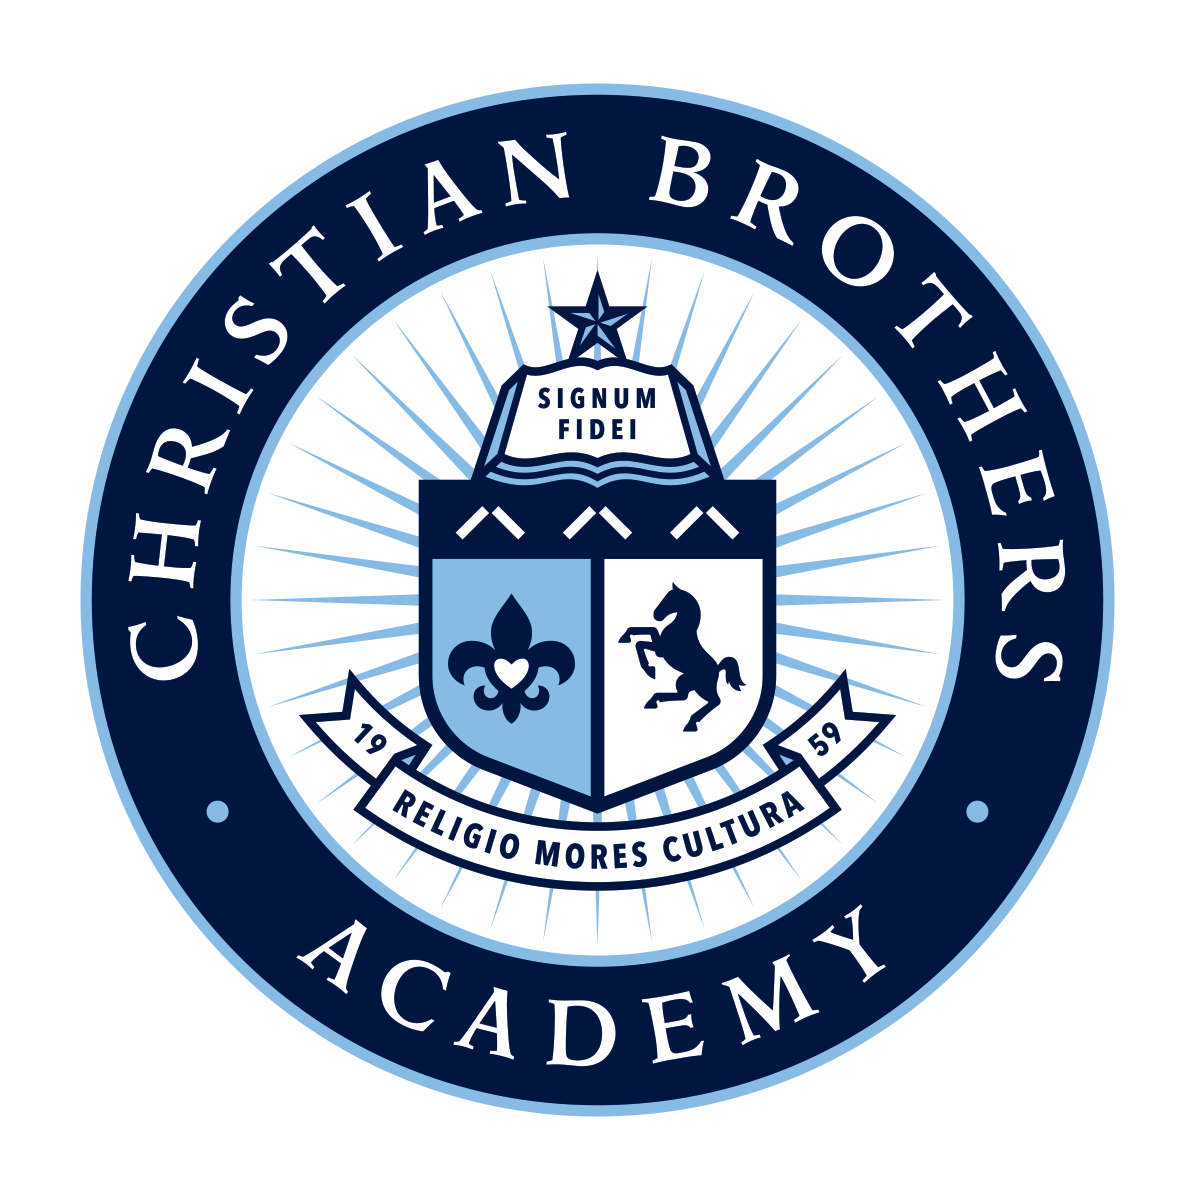 CHRISTIAN BROTHERS
SIGNUM
FIDEI
19
59
RELIGIO MORES CULTURA
ACADEMY